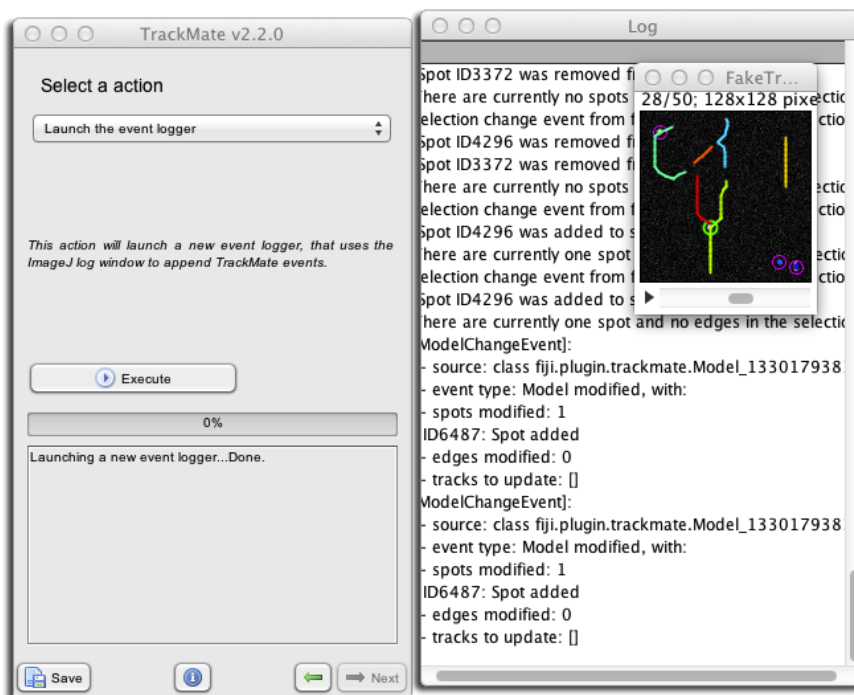 TrackMate v2.2.0
Select a action
Launch the event logger
This action will launch a new event logger, that uses the
ImageJ log window to append TrackMate events.
Execute
0%
Launching a new event logger...Done.
Save
Next
Log
Spot ID3372 was removed
here are currently no spots
election change event from
Spot ID4296 was removed
Spot ID3372 was removed
here are currently no spots
election change event from
Spot ID4296 was added to
here are currently one spot
election change event from
Spot ID4296 was added to
here are currently one spot and no edges in the selectio
ModelChangeEvent]:
- source: class fiji.plugin.trackmate.Model_133017938
- event type: Model modified, with:
- spots modified: 1
ID6487: Spot added
- edges modified: 0
- tracks to update: []
ModelChangeEvent]:
- source: class fiji.plugin.trackmate.Model_133017938
- event type: Model modified, with:
- spots modified: 1
ID6487: Spot added
- edges modified: 0
- tracks to update: []
FakeTr...
28/50; 128x128 pixe